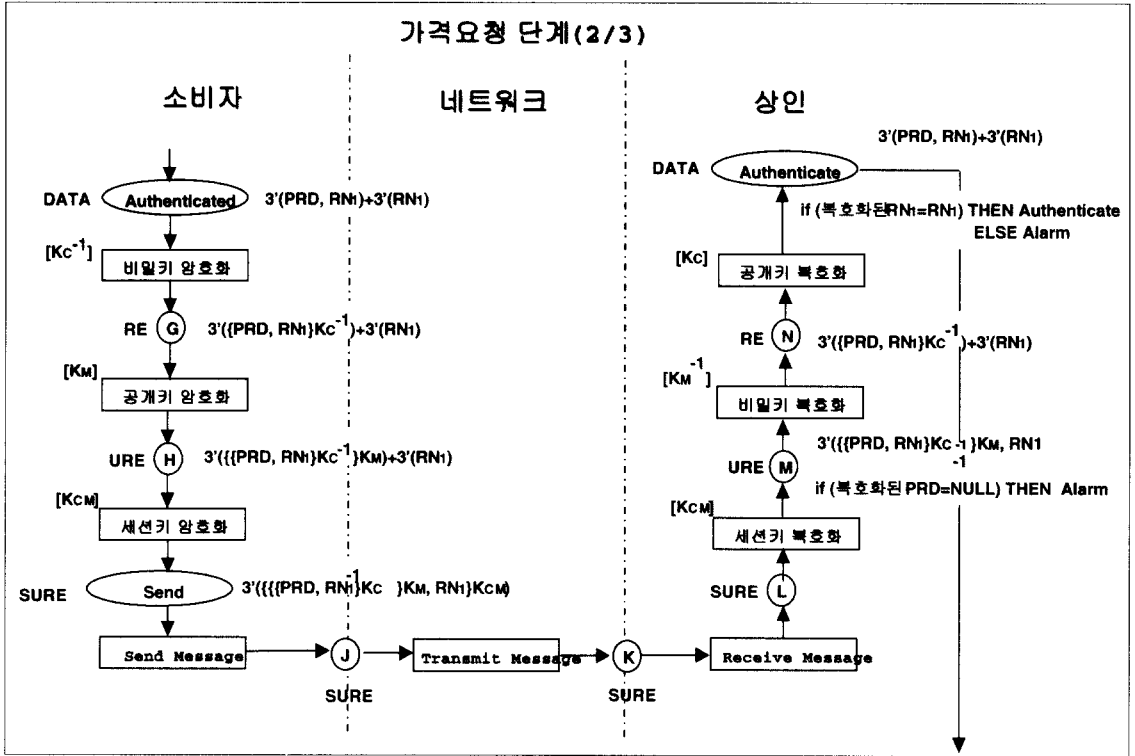 가격요청 단계(2/3)
소비자
네트워크
상인
DATA
Authenticated
3'(PRD, RN1)+3'(RN1)
[KC-1]
비밀키 암호화
RE
G
3'({PRD, RN1}KC-1)+3'(RN1)
[KM]
공개키 암호화
URE
H
3'({{PRD, RN1}KC-1}KM)+3'(RN1)
[KCM]
세션키 암호화
SURE
Send
3'({{{{PRD, RN1}KC-1}KM, RN1}KCM)
Send Message
J
SURE
Transmit Message
K
SURE
3'(PRD, RN1)+3'(RN1)
DATA
Authenticate
if (복호화된RN1=RN1) THEN Authenticate
ELSE Alarm
[KC]
공개키 복호화
RE
N
3'({PRD, RN1}KC-1)+3'(RN1)
[KM-1]
비밀키 복호화
3'({{PRD, RN1}KC-1}KM, RN1
-1
URE
M
if (복호화된 PRD=NULL) THEN Alarm
[KCM]
세션키 복호화
SURE
L
Receive Message